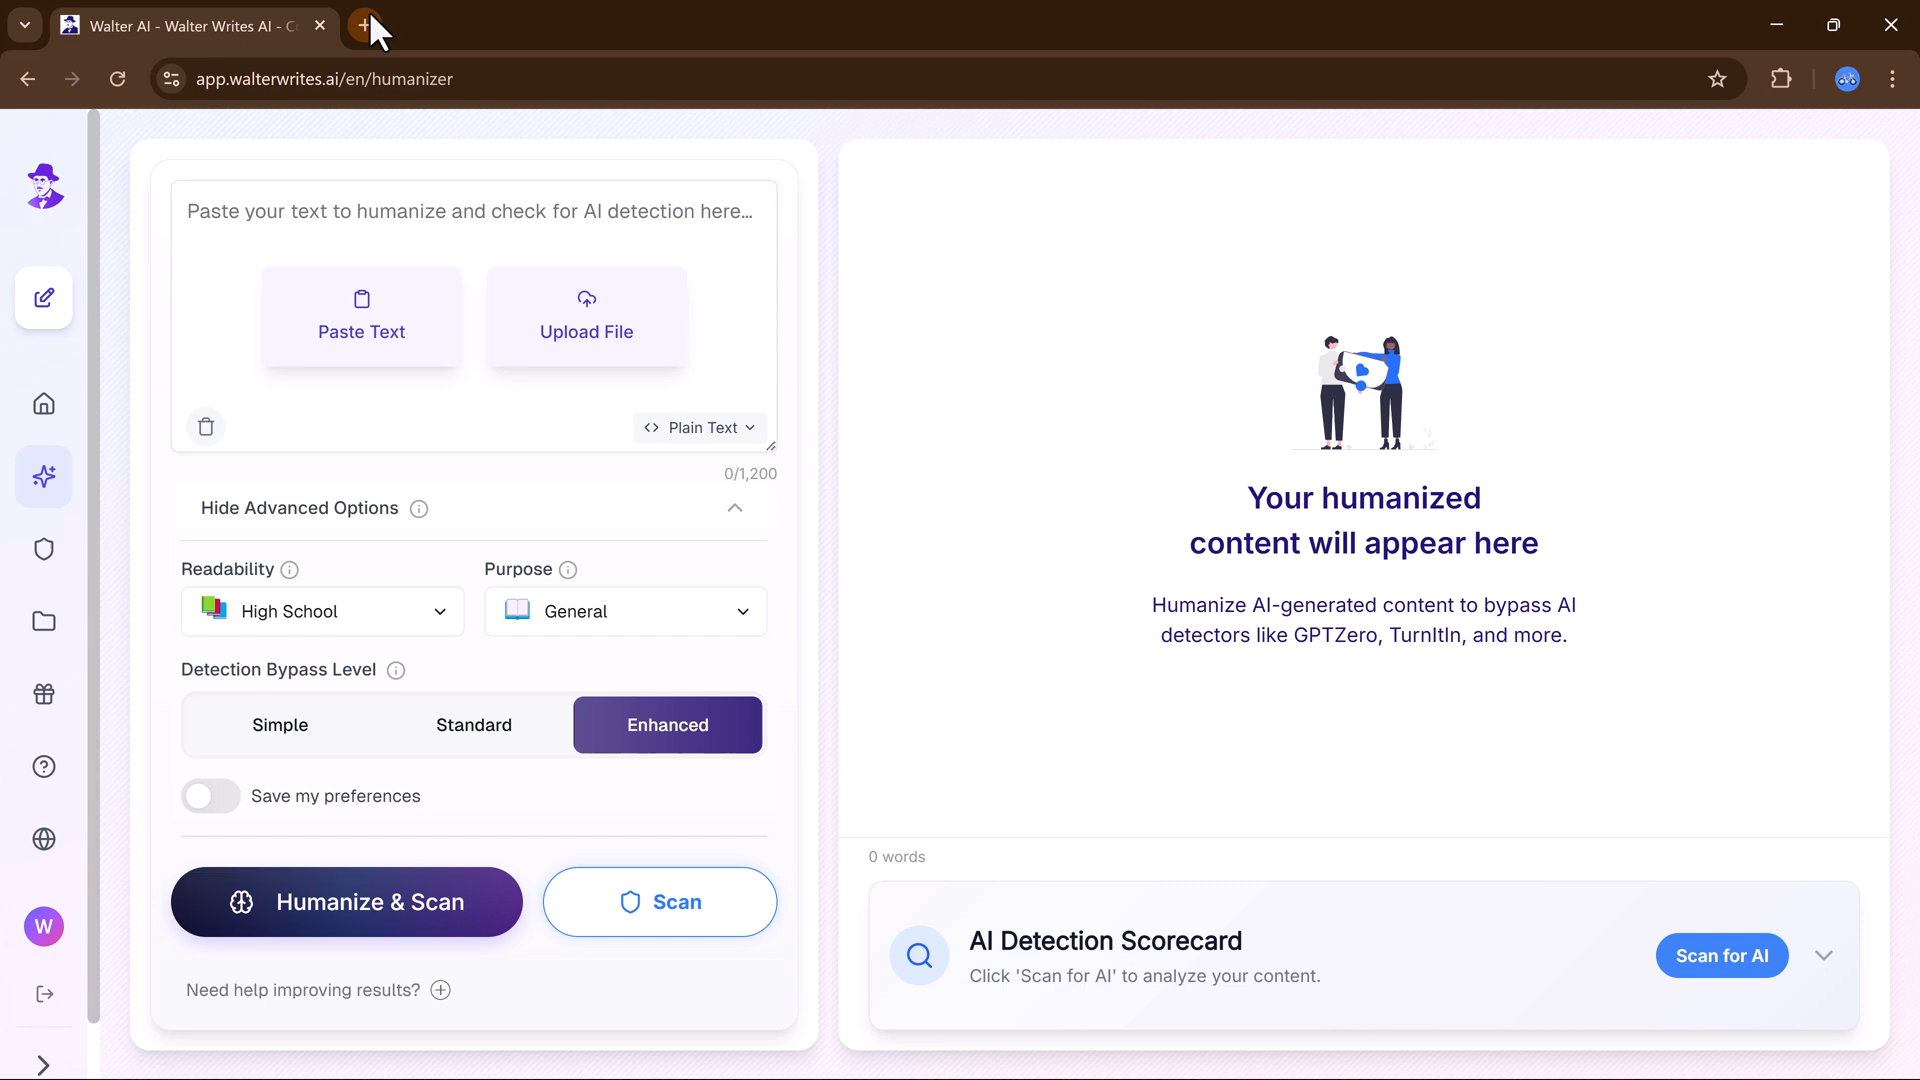 Walter AI - Walter Writes AI - Co
app.walterwrites.ai/en/humanizer
Paste your text to humanize and check for AI detection here...
Paste Text
Upload File
<> Plain Text
0/1,200
Hide Advanced Options
Readability
Purpose
High School
General
Detection Bypass Level
Simple
Standard
Enhanced
Save my preferences
Humanize & Scan
Scan
Need help improving results?
W
Your humanized
content will appear here
Humanize AI-generated content to bypass AI
detectors like GPTZero, TurnItIn, and more.
0 words
AI Detection Scorecard
Click 'Scan for AI' to analyze your content.
Scan for AI